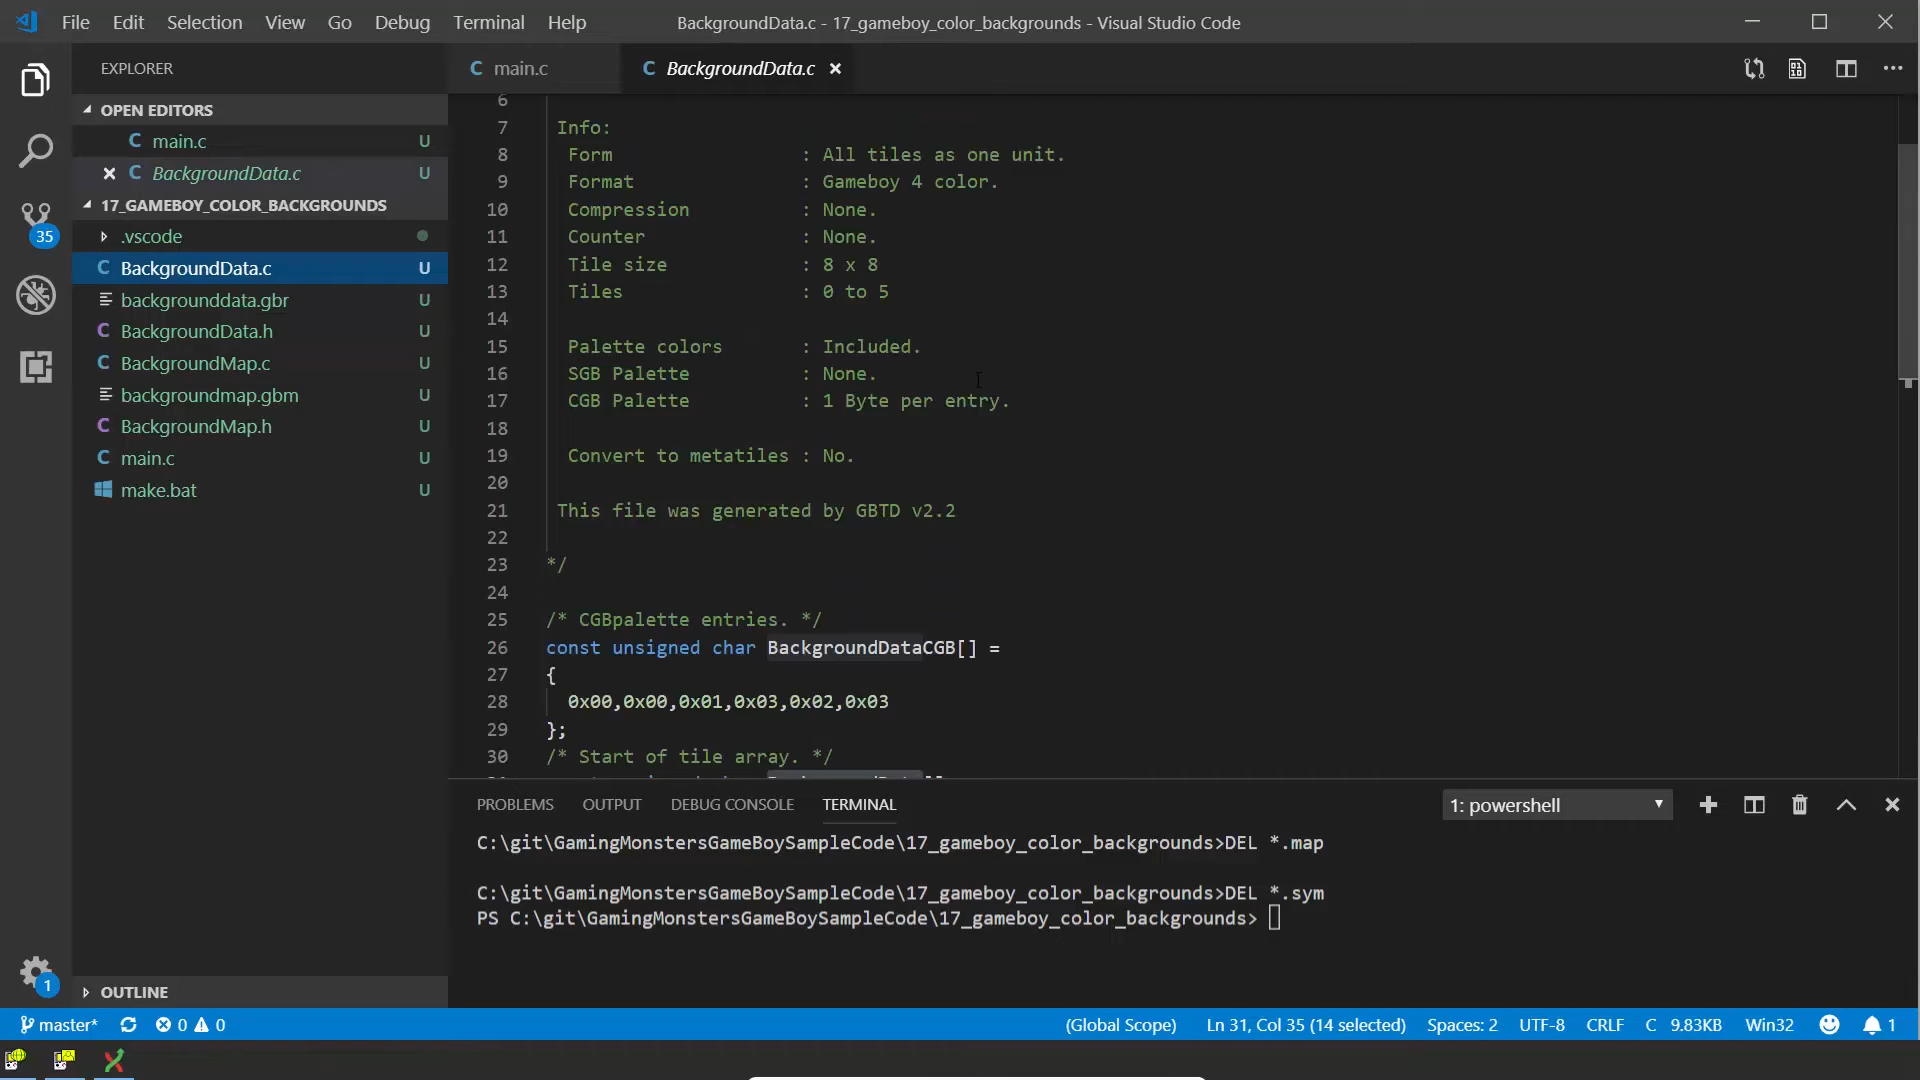 File Edit Selection View Go Debug Terminal Help BackgroundData.c - 17_gameboy_color_backgrounds - Visual Studio Code
EXPLORER
OPEN EDITORS
C main.c U
C BackgroundData.c U
17_GAMEBOY_COLOR_BACKGROUNDS
35
.vscode
C BackgroundData.c U
backgrounddata.gbr U
C BackgroundData.h U
C BackgroundMap.c U
backgroundmap.gbm U
C BackgroundMap.h U
C main.c U
make.bat U
1
OUTLINE
C main.c C BackgroundData.c
6
7 Info:
8 Form : All tiles as one unit.
9 Format : Gameboy 4 color.
10 Compression : None.
11 Counter : None.
12 Tile size : 8 x 8
13 Tiles : 0 to 5
14
15 Palette colors : Included.
16 SGB Palette : None.
17 CGB Palette : 1 Byte per entry.
18
19 Convert to metatiles : No.
20
21 This file was generated by GBTD v2.2
22
23 */
24
25 /* CGBpalette entries. */
26 const unsigned char BackgroundDataCGB[] =
27 {
28 0x00,0x00,0x01,0x03,0x02,0x03
29 };
30 /* Start of tile array. */
PROBLEMS OUTPUT DEBUG CONSOLE TERMINAL 1: powershell
C:\git\GamingMonstersGameBoySampleCode\17_gameboy_color_backgrounds>DEL *.map
C:\git\GamingMonstersGameBoySampleCode\17_gameboy_color_backgrounds>DEL *.sym
PS C:\git\GamingMonstersGameBoySampleCode\17_gameboy_color_backgrounds>
master* 0 0 (Global Scope) Ln 31, Col 35 (14 selected) Spaces: 2 UTF-8 CRLF C 9.83KB Win32 1